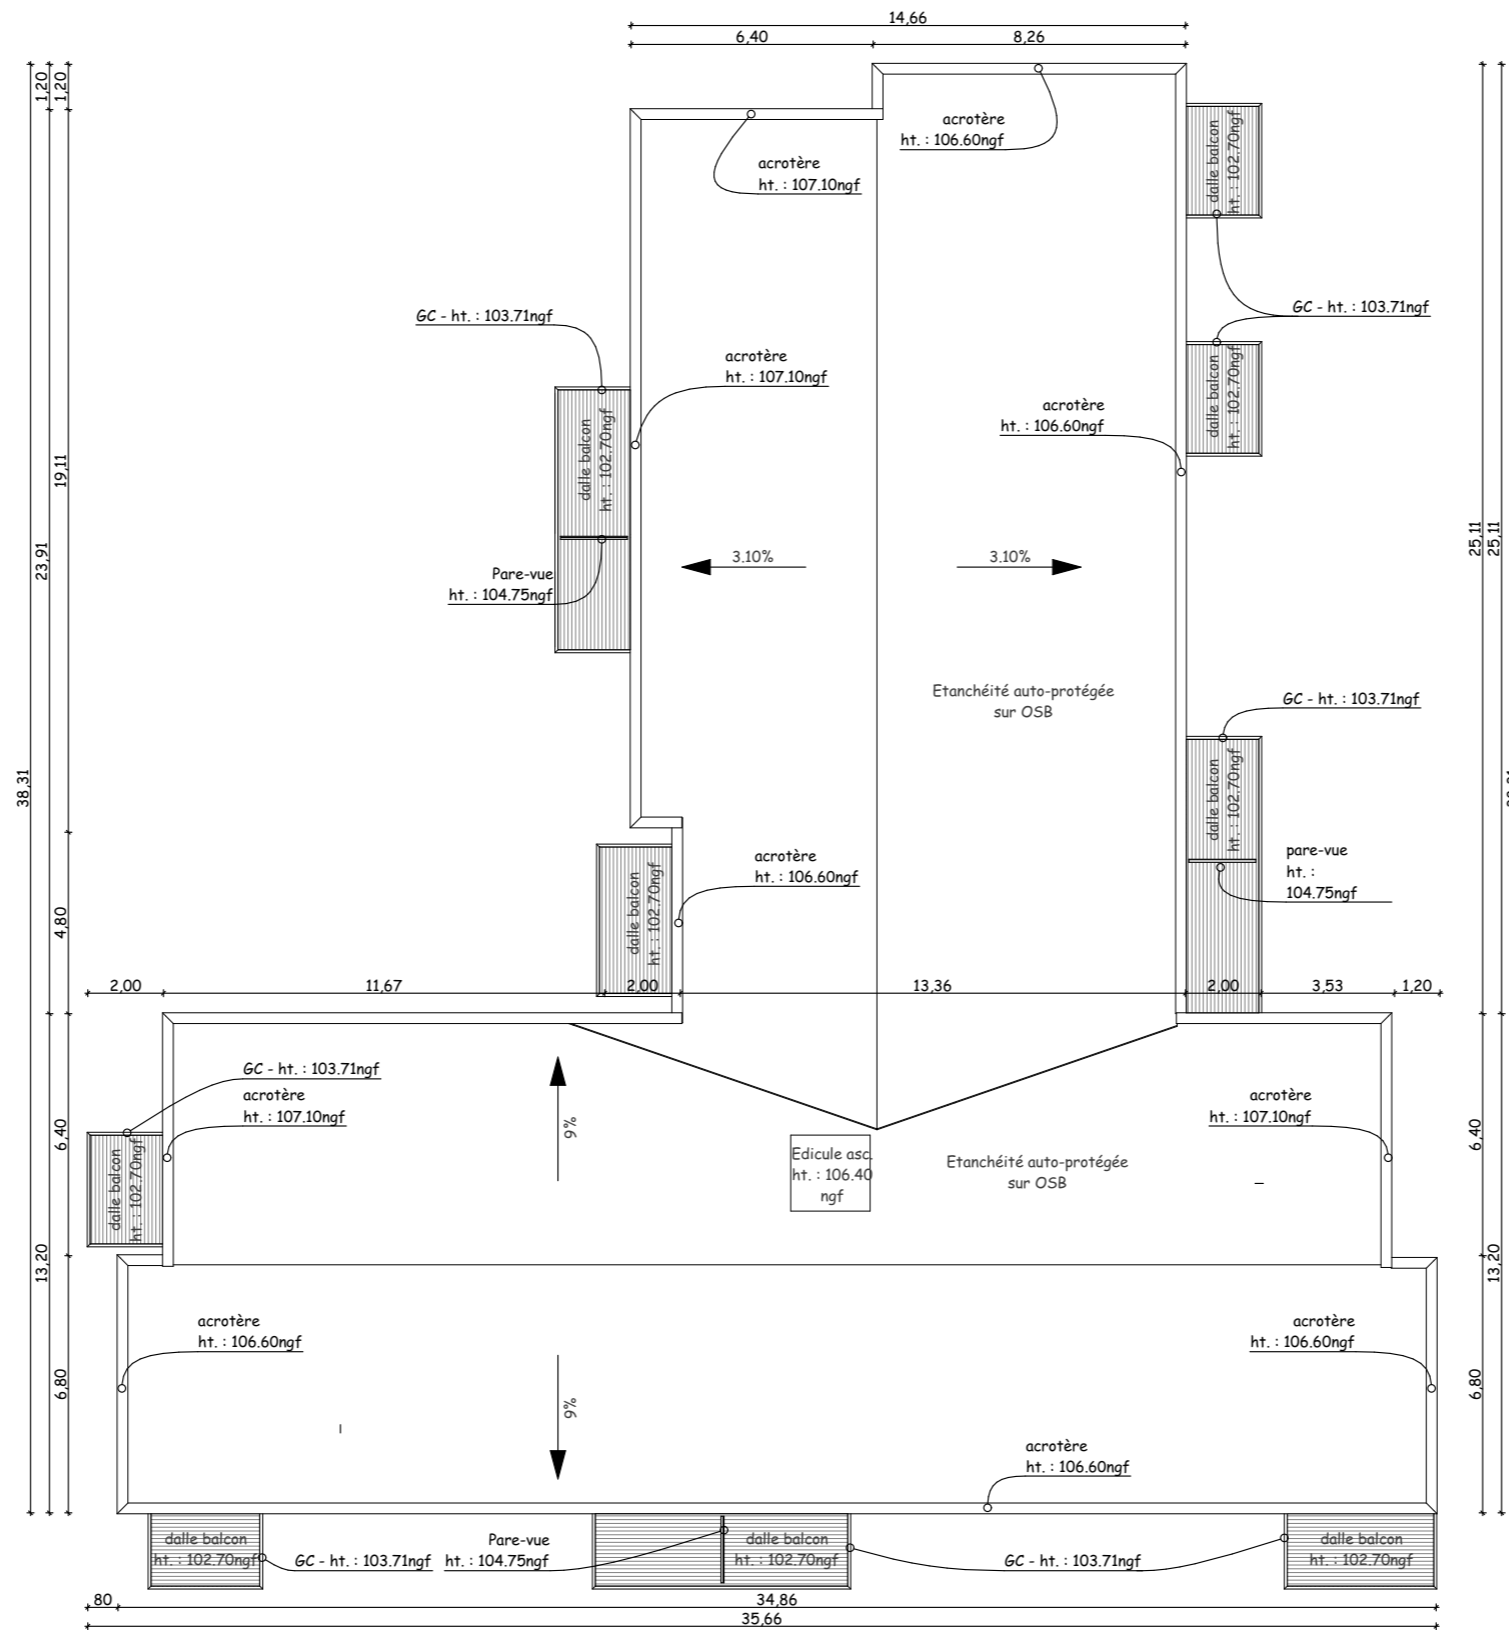 14,66
6,40
8,26
1,20
1,20
acrotère
ht. : 106.60ngf
acrotère
ht. : 107.10ngf
dalle balcon
ht. : 102.70ngf
GC - ht. : 103.71ngf
GC - ht. : 103.71ngf
acrotère
ht. : 107.10ngf
dalle balcon
ht. : 102.70ngf
acrotère
ht. : 106.60ngf
dalle balcon
ht. : 102.70ngf
19,11
23,91
38,31
25,11
25,11
3.10%
3.10%
Pare-vue
ht. : 104.75ngf
Etanchéité auto-protégée
sur OSB
GC - ht. : 103.71ngf
dalle balcon
ht. : 102.70ngf
pare-vue
ht. :
104.75ngf
acrotère
ht. : 106.60ngf
dalle balcon
ht. : 102.70ngf
4,80
2,00
11,67
2,00
13,36
2,00
3,53
1,20
GC - ht. : 103.71ngf
acrotère
ht. : 107.10ngf
acrotère
ht. : 107.10ngf
6,40
9%
6,40
dalle balcon
ht. : 102.70ngf
Edicule asc.
ht. : 106.40
ngf
Etanchéité auto-protégée
sur OSB
13,20
13,20
acrotère
ht. : 106.60ngf
acrotère
ht. : 106.60ngf
6,80
9%
6,80
acrotère
ht. : 106.60ngf
dalle balcon
ht. : 102.70ngf
GC - ht. : 103.71ngf
Pare-vue
ht. : 104.75ngf
dalle balcon
ht. : 102.70ngf
GC - ht. : 103.71ngf
dalle balcon
ht. : 102.70ngf
80
34,86
35,66